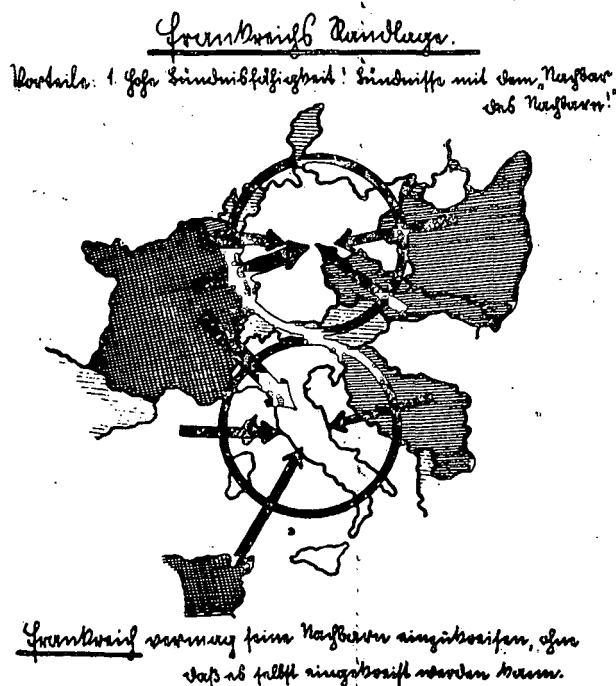 Frankreichs Randlage.
Vorteile: 1. Hohe Bündnisfähigkeit! Bündnisse mit dem „Nachbar
des Nachbarn!"
Frankreich vermag seine Nachbarn einzukreisen, ohne
daß es selbst eingekreist werden kann.